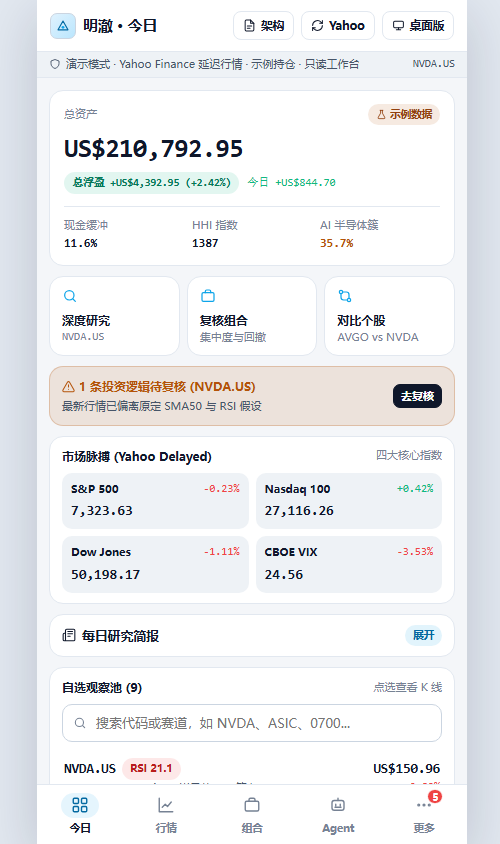 明澈・今日
架构
Yahoo
桌面版
演示模式 · Yahoo Finance 延迟行情 · 示例持仓 · 只读工作台
NVDA.US
总资产
示例数据
US$210,792.95
总浮盈 +US$4,392.95 (+2.42%)
今日 +US$844.70
现金缓冲
HHI 指数
AI 半导体簇
11.6%
1387
35.7%
深度研究
NVDA.US
复核组合
集中度与回撤
对比个股
AVGO vs NVDA
1 条投资逻辑待复核 (NVDA.US)
最新行情已偏离原定 SMA50 与 RSI 假设
去复核
市场脉搏 (Yahoo Delayed)
四大核心指数
S&P 500
-0.23%
7,323.63
Nasdaq 100
+0.42%
27,116.26
Dow Jones
-1.11%
50,198.17
CBOE VIX
-3.53%
24.56
每日研究简报
展开
自选观察池 (9)
点选查看 K 线
搜索代码或赛道，如 NVDA、ASIC、0700...
NVDA.US
RSI 21.1
US$150.96
今日
行情
组合
Agent
5
更多